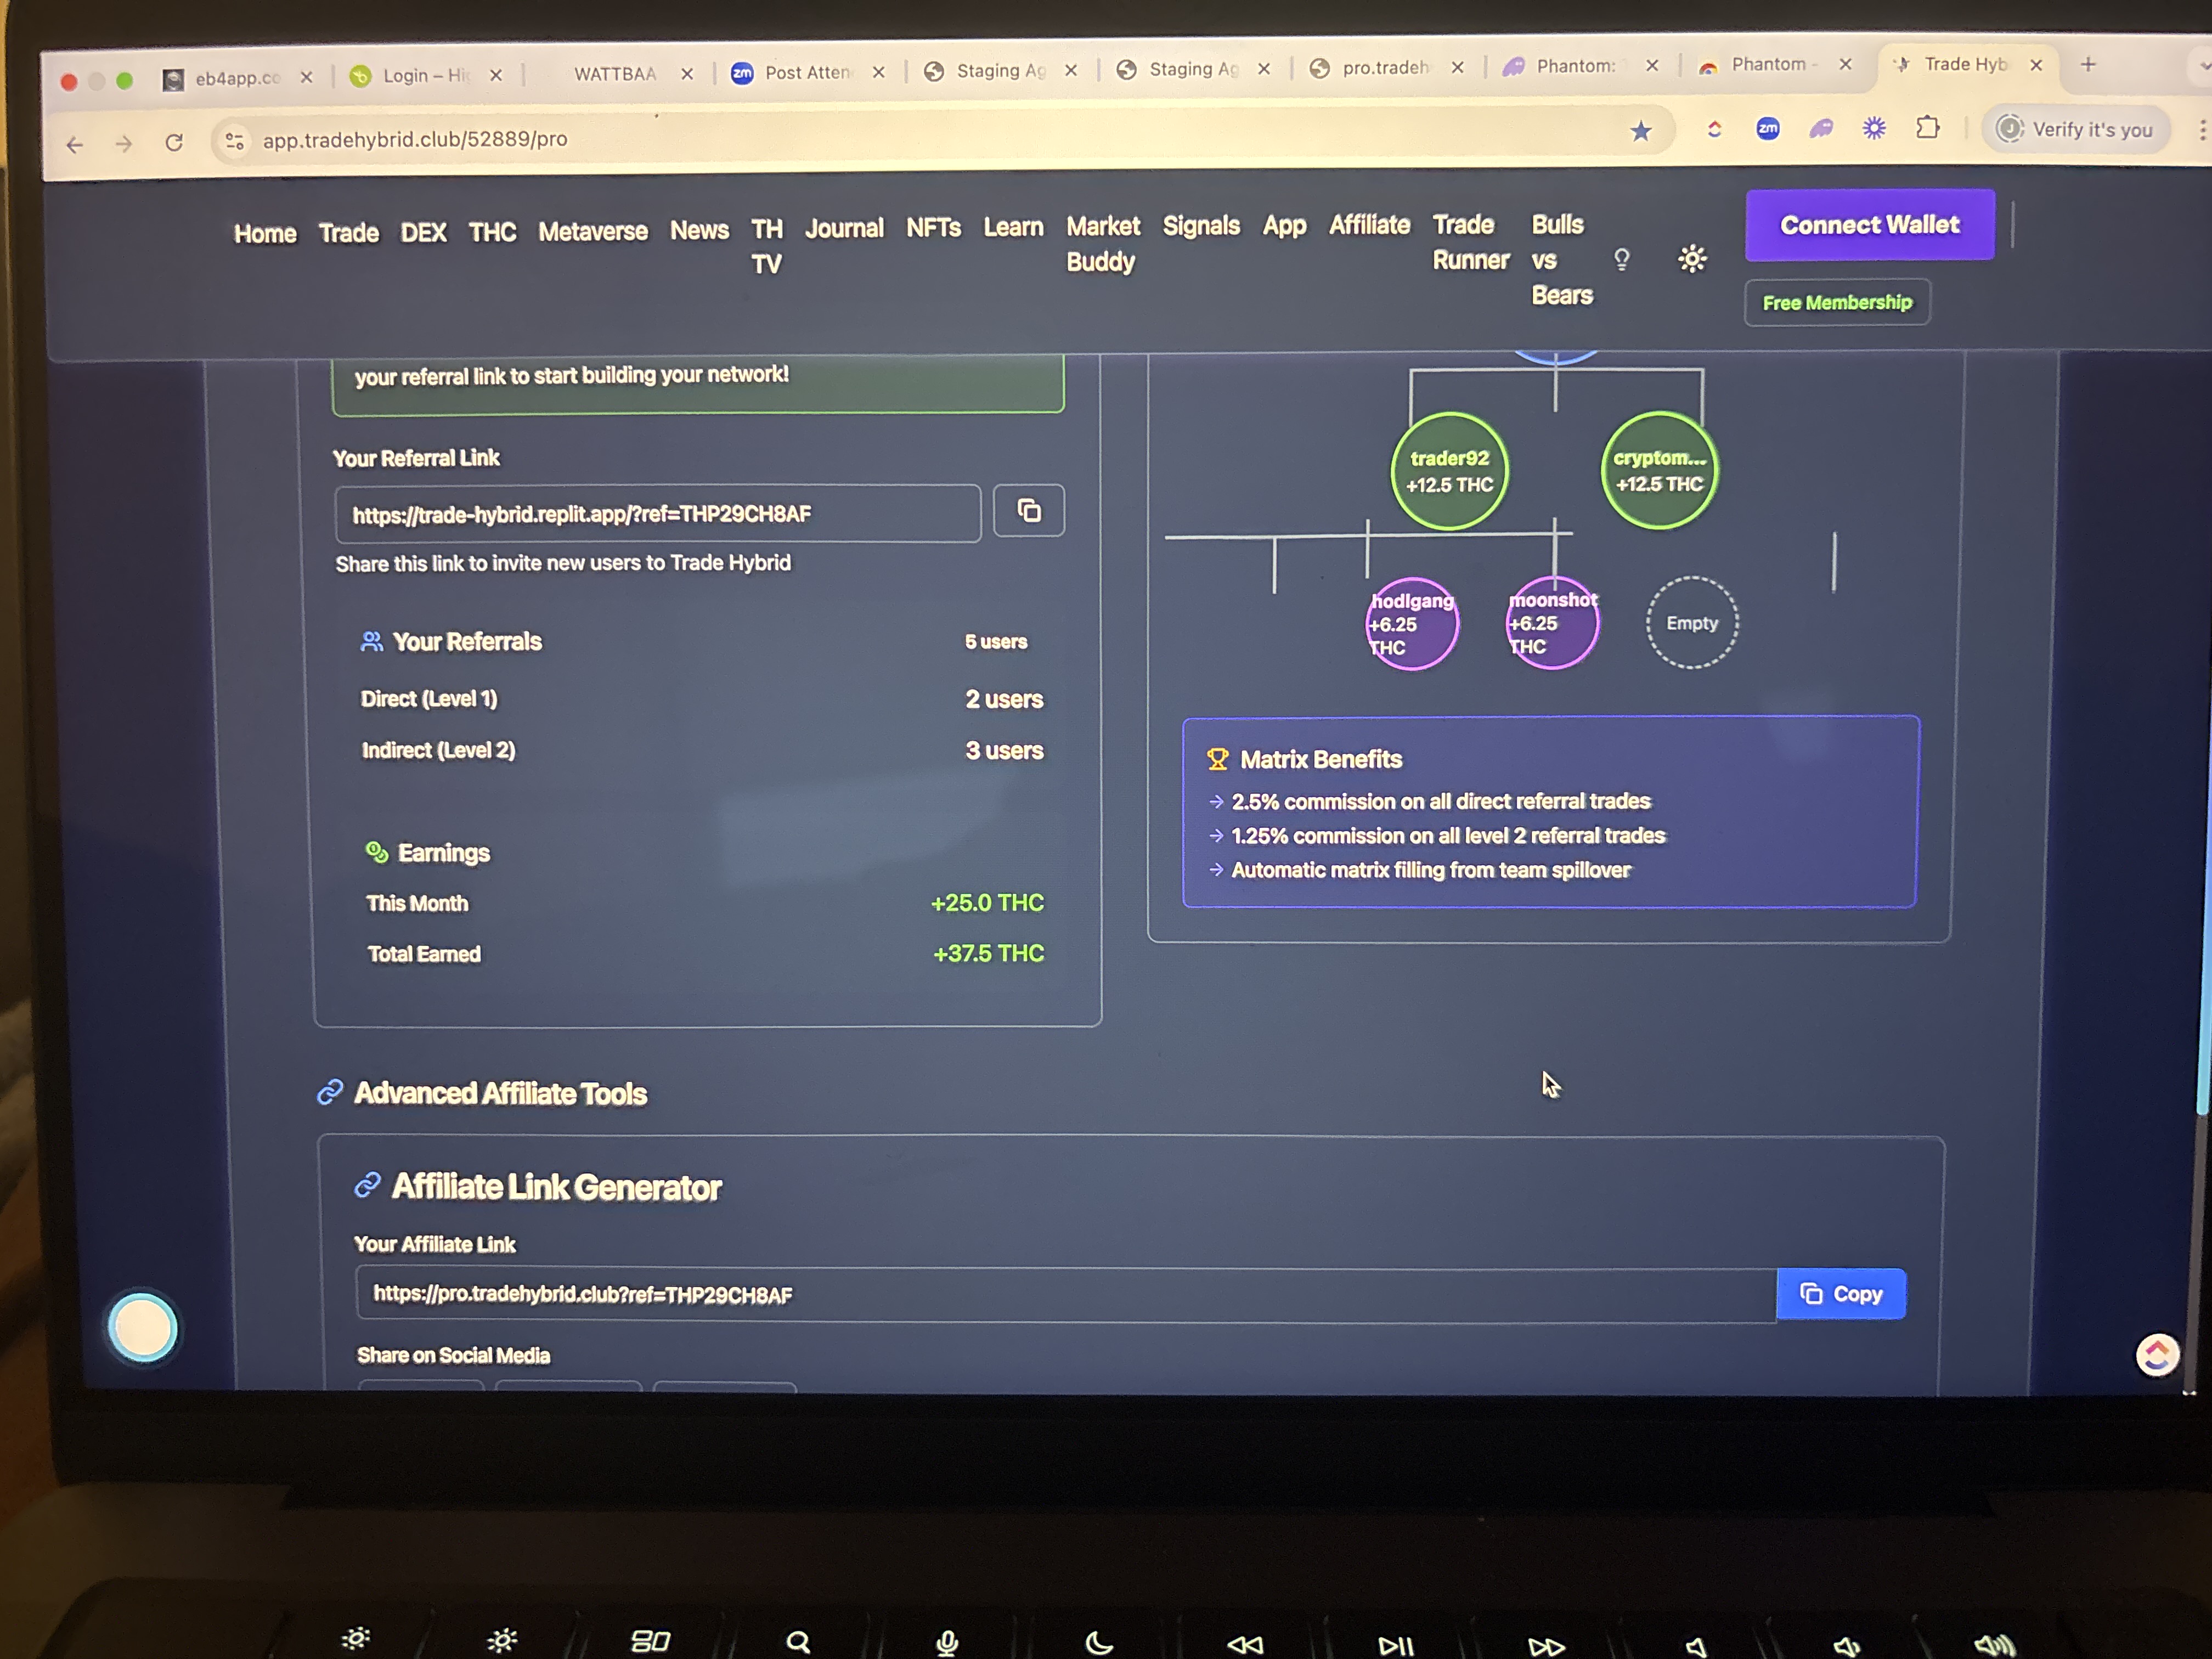 eb4app.co
Login – Hi
WATTBAA
zm Post Atten
Staging Ag
Staging Ag
pro.tradeh
Phantom:
Phantom -
Trade Hyb
app.tradehybrid.club/52889/pro
zm
J Verify it's you
Home
Trade
DEX
THC
Metaverse
News
TH
TV
Journal
NFTs
Learn
Market
Buddy
Signals
App
Affiliate
Trade
Runner
Bulls
vs
Bears
Connect Wallet
Free Membership
your referral link to start building your network!
Your Referral Link
https://trade-hybrid.replit.app/?ref=THP29CH8AF
Share this link to invite new users to Trade Hybrid
Your Referrals 5 users
Direct (Level 1) 2 users
Indirect (Level 2) 3 users
Earnings
This Month +25.0 THC
Total Earned +37.5 THC
trader92
+12.5 THC
cryptom...
+12.5 THC
hodlgang
+6.25
THC
moonshot
+6.25
THC
Empty
Matrix Benefits
→ 2.5% commission on all direct referral trades
→ 1.25% commission on all level 2 referral trades
→ Automatic matrix filling from team spillover
Advanced Affiliate Tools
Affiliate Link Generator
Your Affiliate Link
https://pro.tradehybrid.club?ref=THP29CH8AF
Copy
Share on Social Media